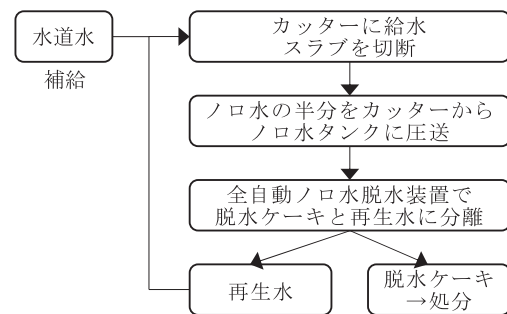 水道水
補給
カッターに給水
スラブを切断
ノロ水の半分をカッターから
ノロ水タンクに圧送
全自動ノロ水脱水装置で
脱水ケーキと再生水に分離
再生水
脱水ケーキ
→処分